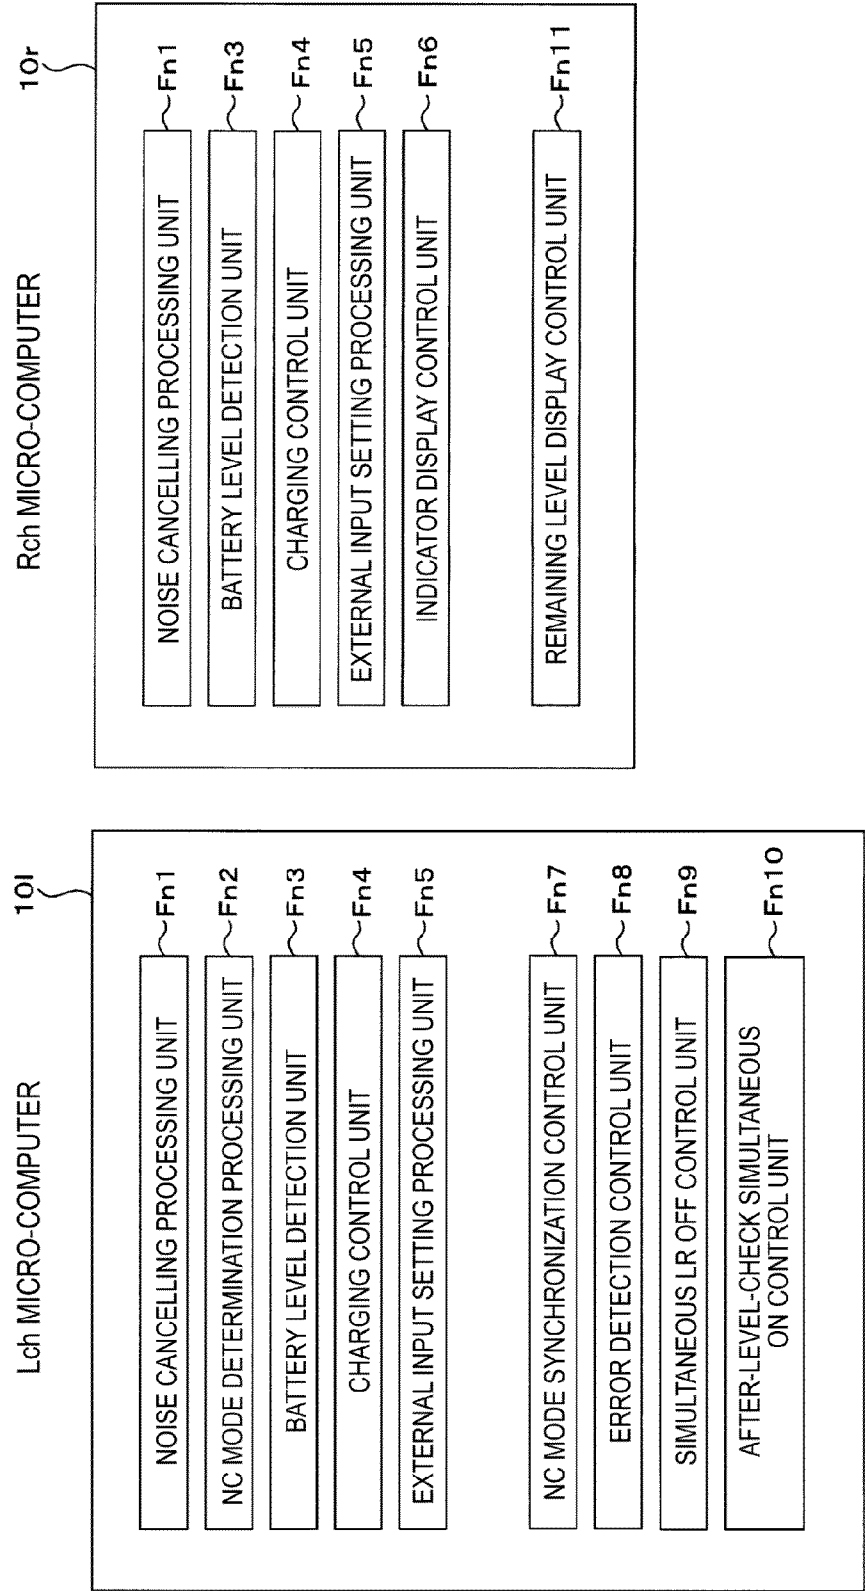 Lch MICRO-COMPUTER
10l
NOISE CANCELLING PROCESSING UNIT Fn1
NC MODE DETERMINATION PROCESSING UNIT Fn2
BATTERY LEVEL DETECTION UNIT Fn3
CHARGING CONTROL UNIT Fn4
EXTERNAL INPUT SETTING PROCESSING UNIT Fn5
NC MODE SYNCHRONIZATION CONTROL UNIT Fn7
ERROR DETECTION CONTROL UNIT Fn8
SIMULTANEOUS LR OFF CONTROL UNIT Fn9
AFTER-LEVEL-CHECK SIMULTANEOUS
ON CONTROL UNIT Fn10
Rch MICRO-COMPUTER
10r
NOISE CANCELLING PROCESSING UNIT Fn1
BATTERY LEVEL DETECTION UNIT Fn3
CHARGING CONTROL UNIT Fn4
EXTERNAL INPUT SETTING PROCESSING UNIT Fn5
INDICATOR DISPLAY CONTROL UNIT Fn6
REMAINING LEVEL DISPLAY CONTROL UNIT Fn11